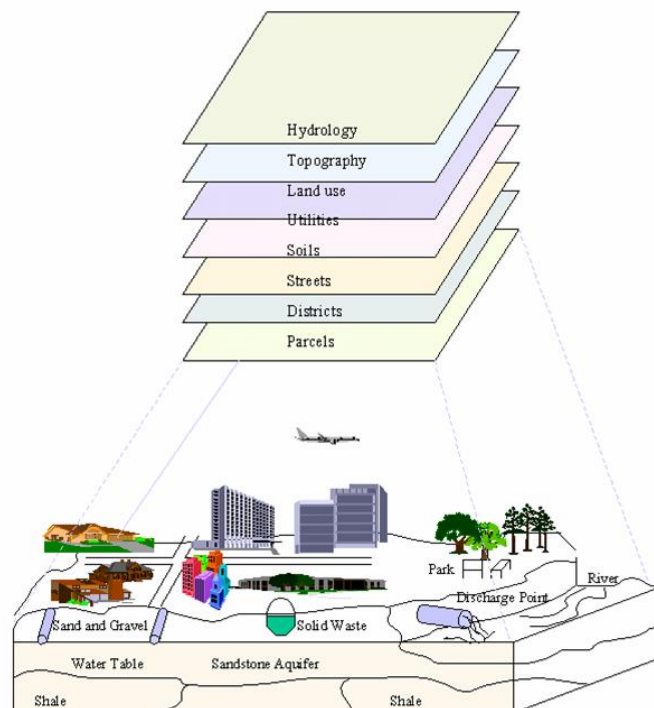 Hydrology
Topography
Land use
Utilities
Soils
Streets
Districts
Parcels
Park
River
Discharge Point
Sand and Gravel
Solid Waste
Water Table
Sandstone Aquifer
Shale
Shale